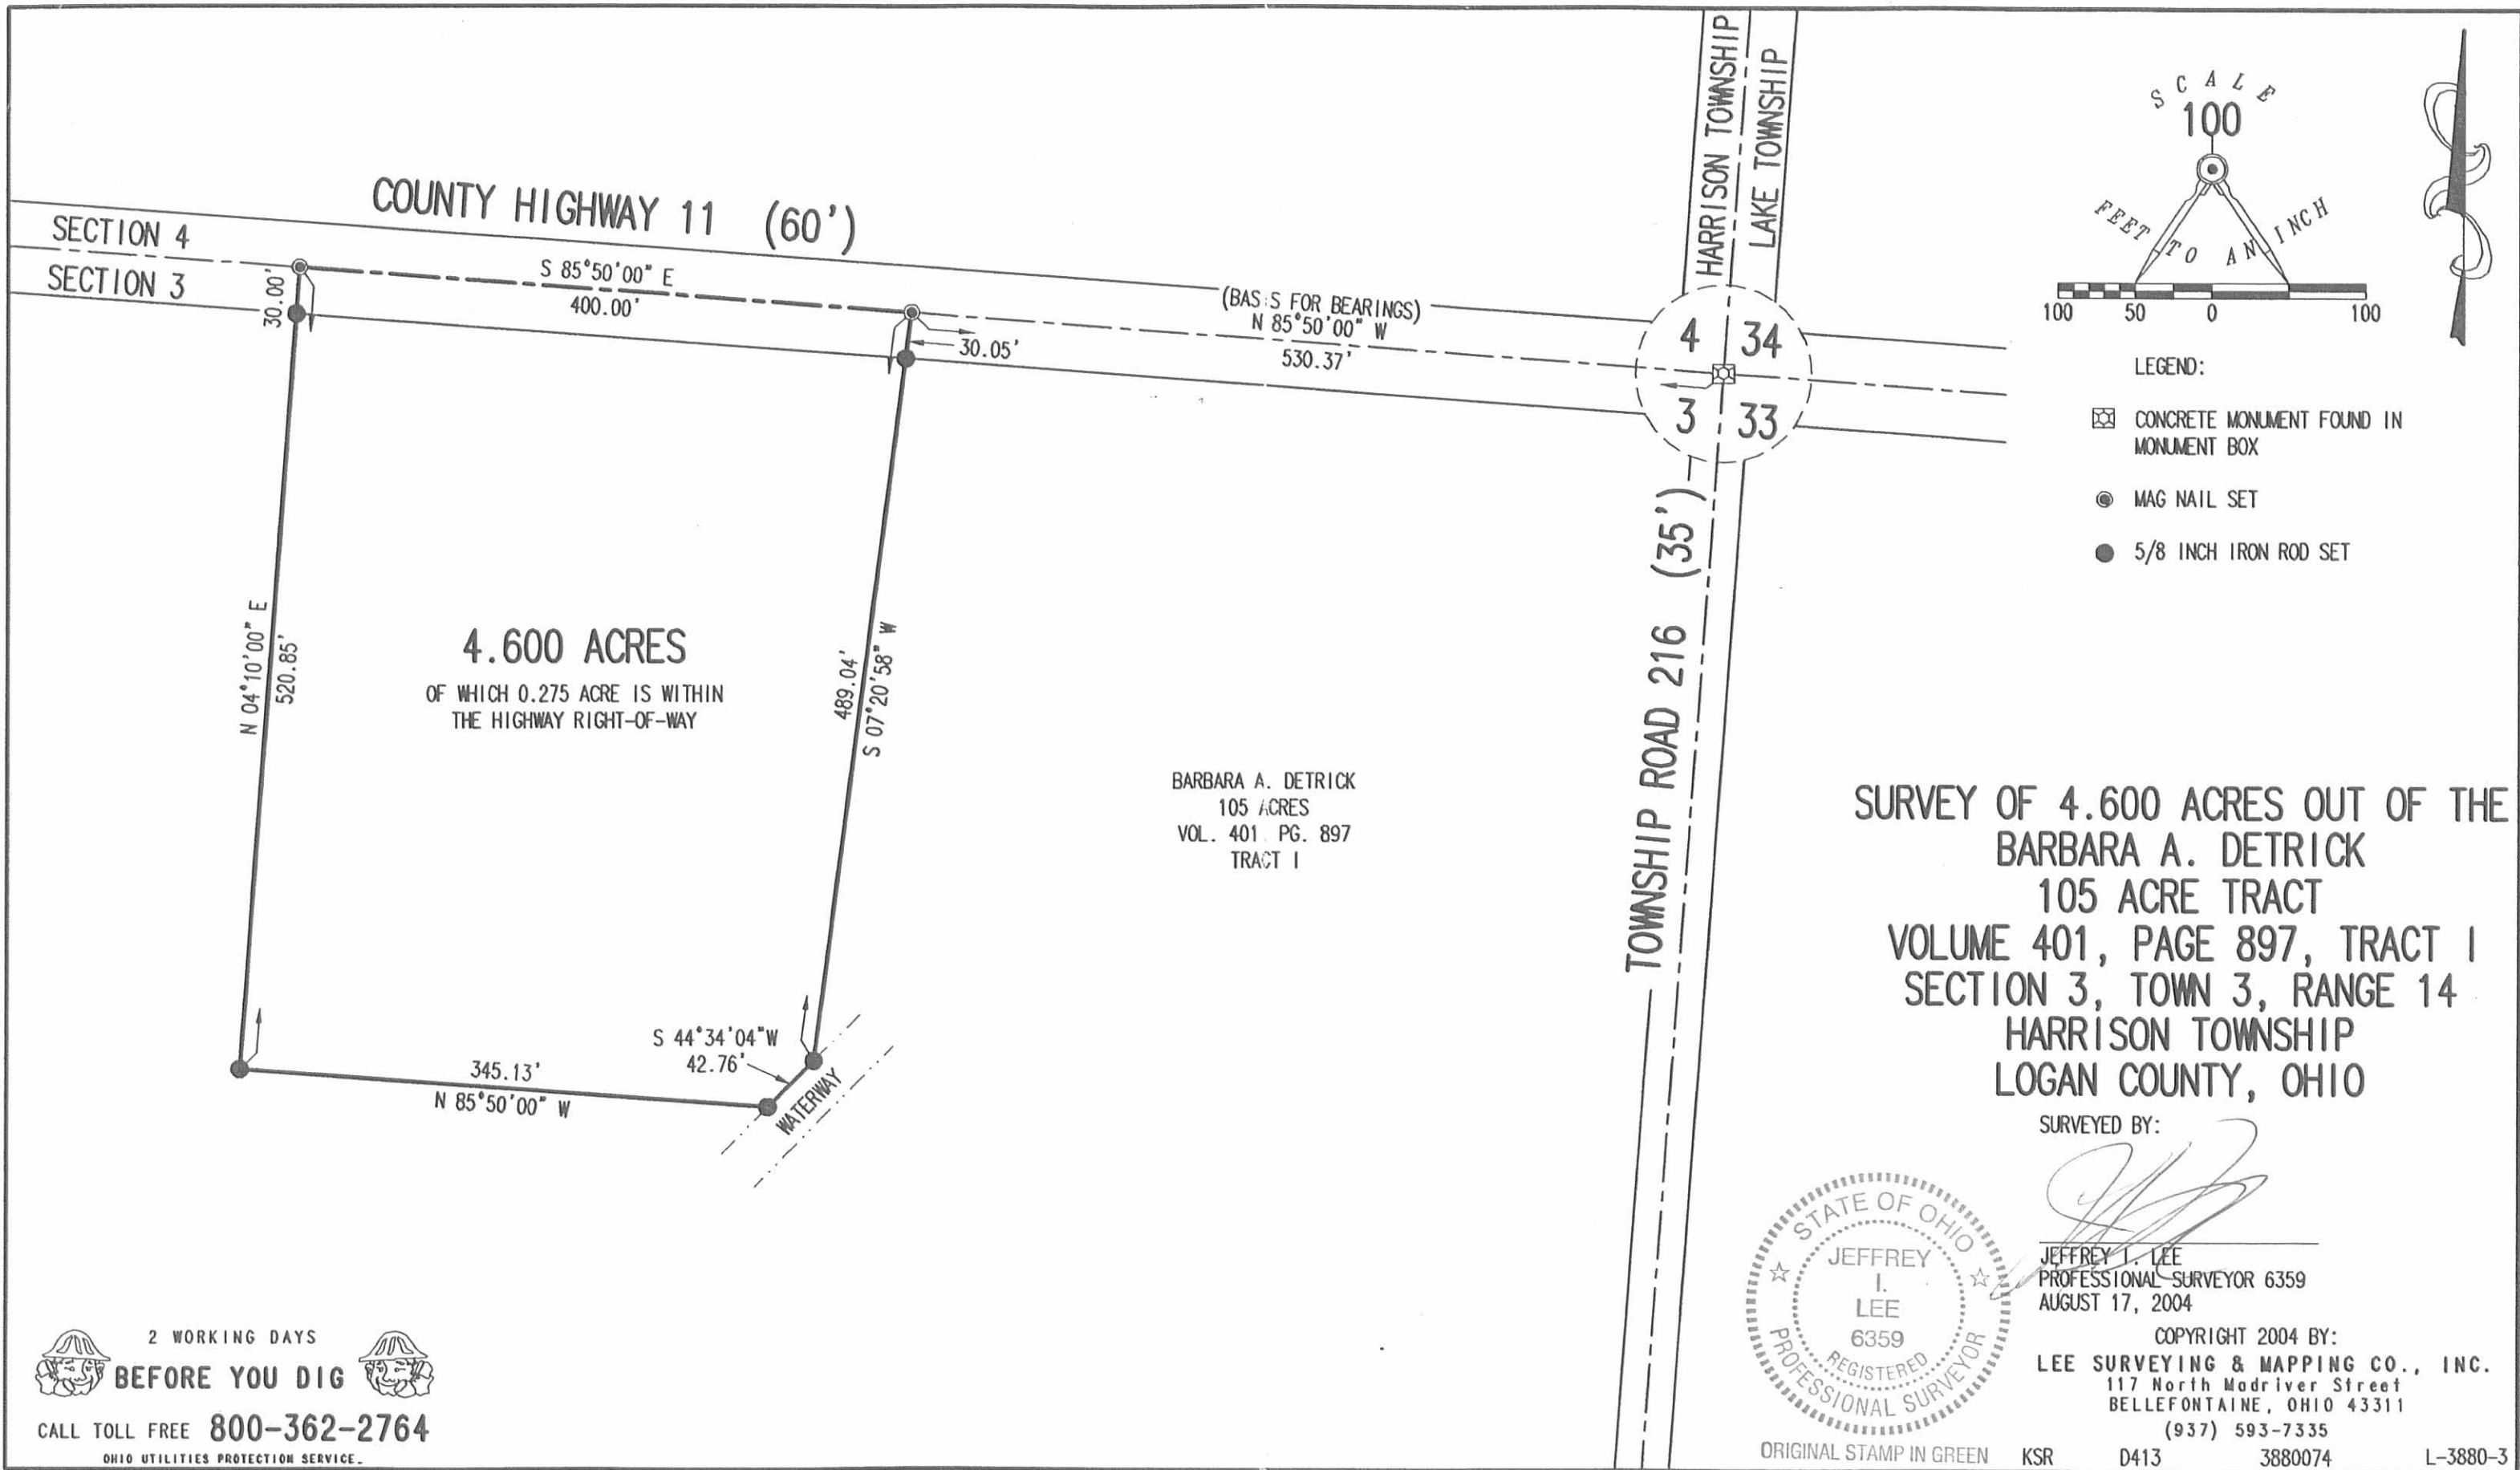 COUNTY HIGHWAY 11 (60')
SECTION 4
SECTION 3
30.00'
S 85°50'00" E
400.00'
30.05'
(BASIS FOR BEARINGS)
N 85°50'00" W
530.37'
HARRISON TOWNSHIP
LAKE TOWNSHIP
4 34
3 33
TOWNSHIP ROAD 216 (35')
N 04°10'00" E
520.85'
4.600 ACRES
OF WHICH 0.275 ACRE IS WITHIN
THE HIGHWAY RIGHT-OF-WAY
489.04'
S 07°20'58" W
S 44°34'04" W
42.76'
WATERWAY
345.13'
N 85°50'00" W
BARBARA A. DETRICK
105 ACRES
VOL. 401 PG. 897
TRACT I
SCALE
100
FEET TO AN INCH
100 50 0 100
LEGEND:
CONCRETE MONUMENT FOUND IN
MONUMENT BOX
MAG NAIL SET
5/8 INCH IRON ROD SET
SURVEY OF 4.600 ACRES OUT OF THE
BARBARA A. DETRICK
105 ACRE TRACT
VOLUME 401, PAGE 897, TRACT I
SECTION 3, TOWN 3, RANGE 14
HARRISON TOWNSHIP
LOGAN COUNTY, OHIO
SURVEYED BY:
JEFFREY I. LEE
PROFESSIONAL SURVEYOR 6359
AUGUST 17, 2004
COPYRIGHT 2004 BY:
LEE SURVEYING & MAPPING CO., INC.
117 North Madriver Street
BELLEFONTAINE, OHIO 43311
(937) 593-7335
STATE OF OHIO
JEFFREY
I.
LEE
6359
REGISTERED
PROFESSIONAL SURVEYOR
ORIGINAL STAMP IN GREEN
KSR D413 3880074 L-3880-3
2 WORKING DAYS
BEFORE YOU DIG
CALL TOLL FREE 800-362-2764
OHIO UTILITIES PROTECTION SERVICE.